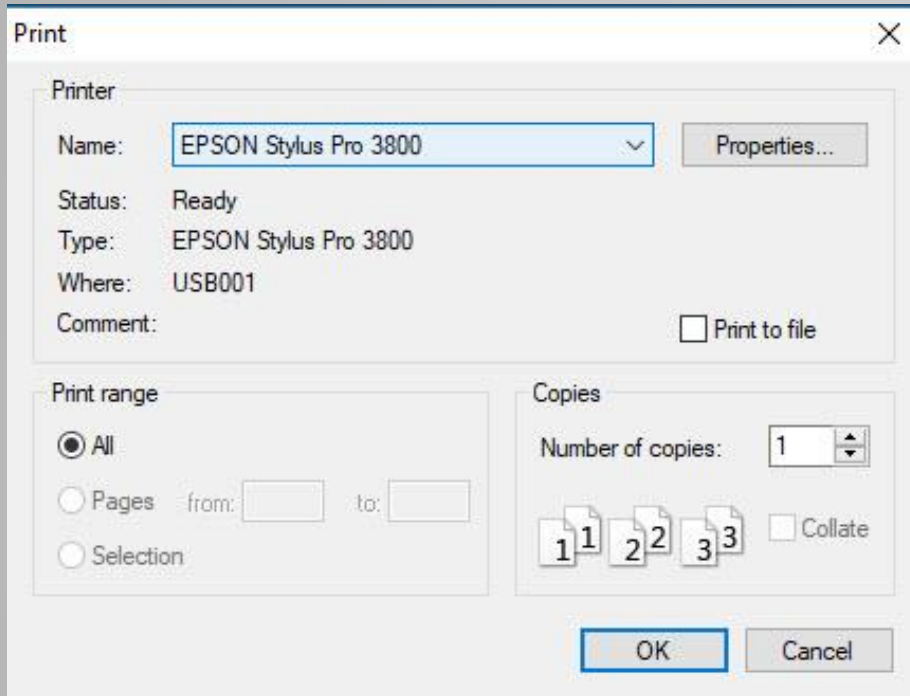 Print
Printer
Name: EPSON Stylus Pro 3800 Properties...
Status: Ready
Type: EPSON Stylus Pro 3800
Where: USB001
Comment: Print to file
Print range
All
Pages from: to:
Selection
Copies
Number of copies: 1
1 1 2 2 3 3 Collate
OK Cancel